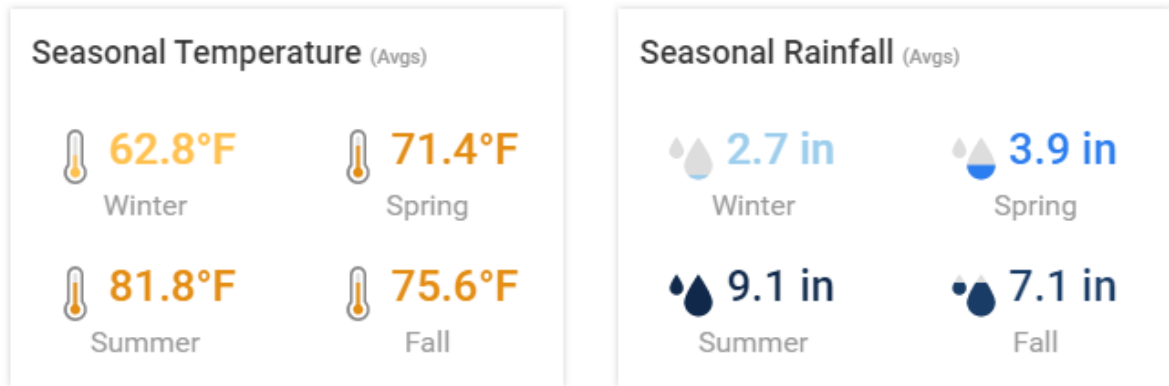 Seasonal Temperature (Avgs)
62.8°F 71.4°F
Winter Spring
81.8°F 75.6°F
Summer Fall
Seasonal Rainfall (Avgs)
2.7 in 3.9 in
Winter Spring
9.1 in 7.1 in
Summer Fall